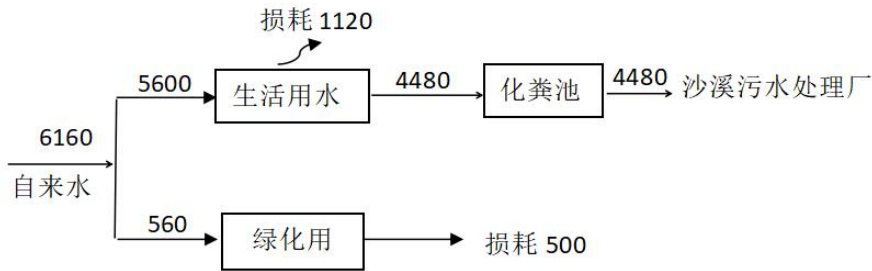 损耗 1120
5600
生活用水
4480
化粪池
4480
沙溪污水处理厂
6160
自来水
560
绿化用
损耗 500